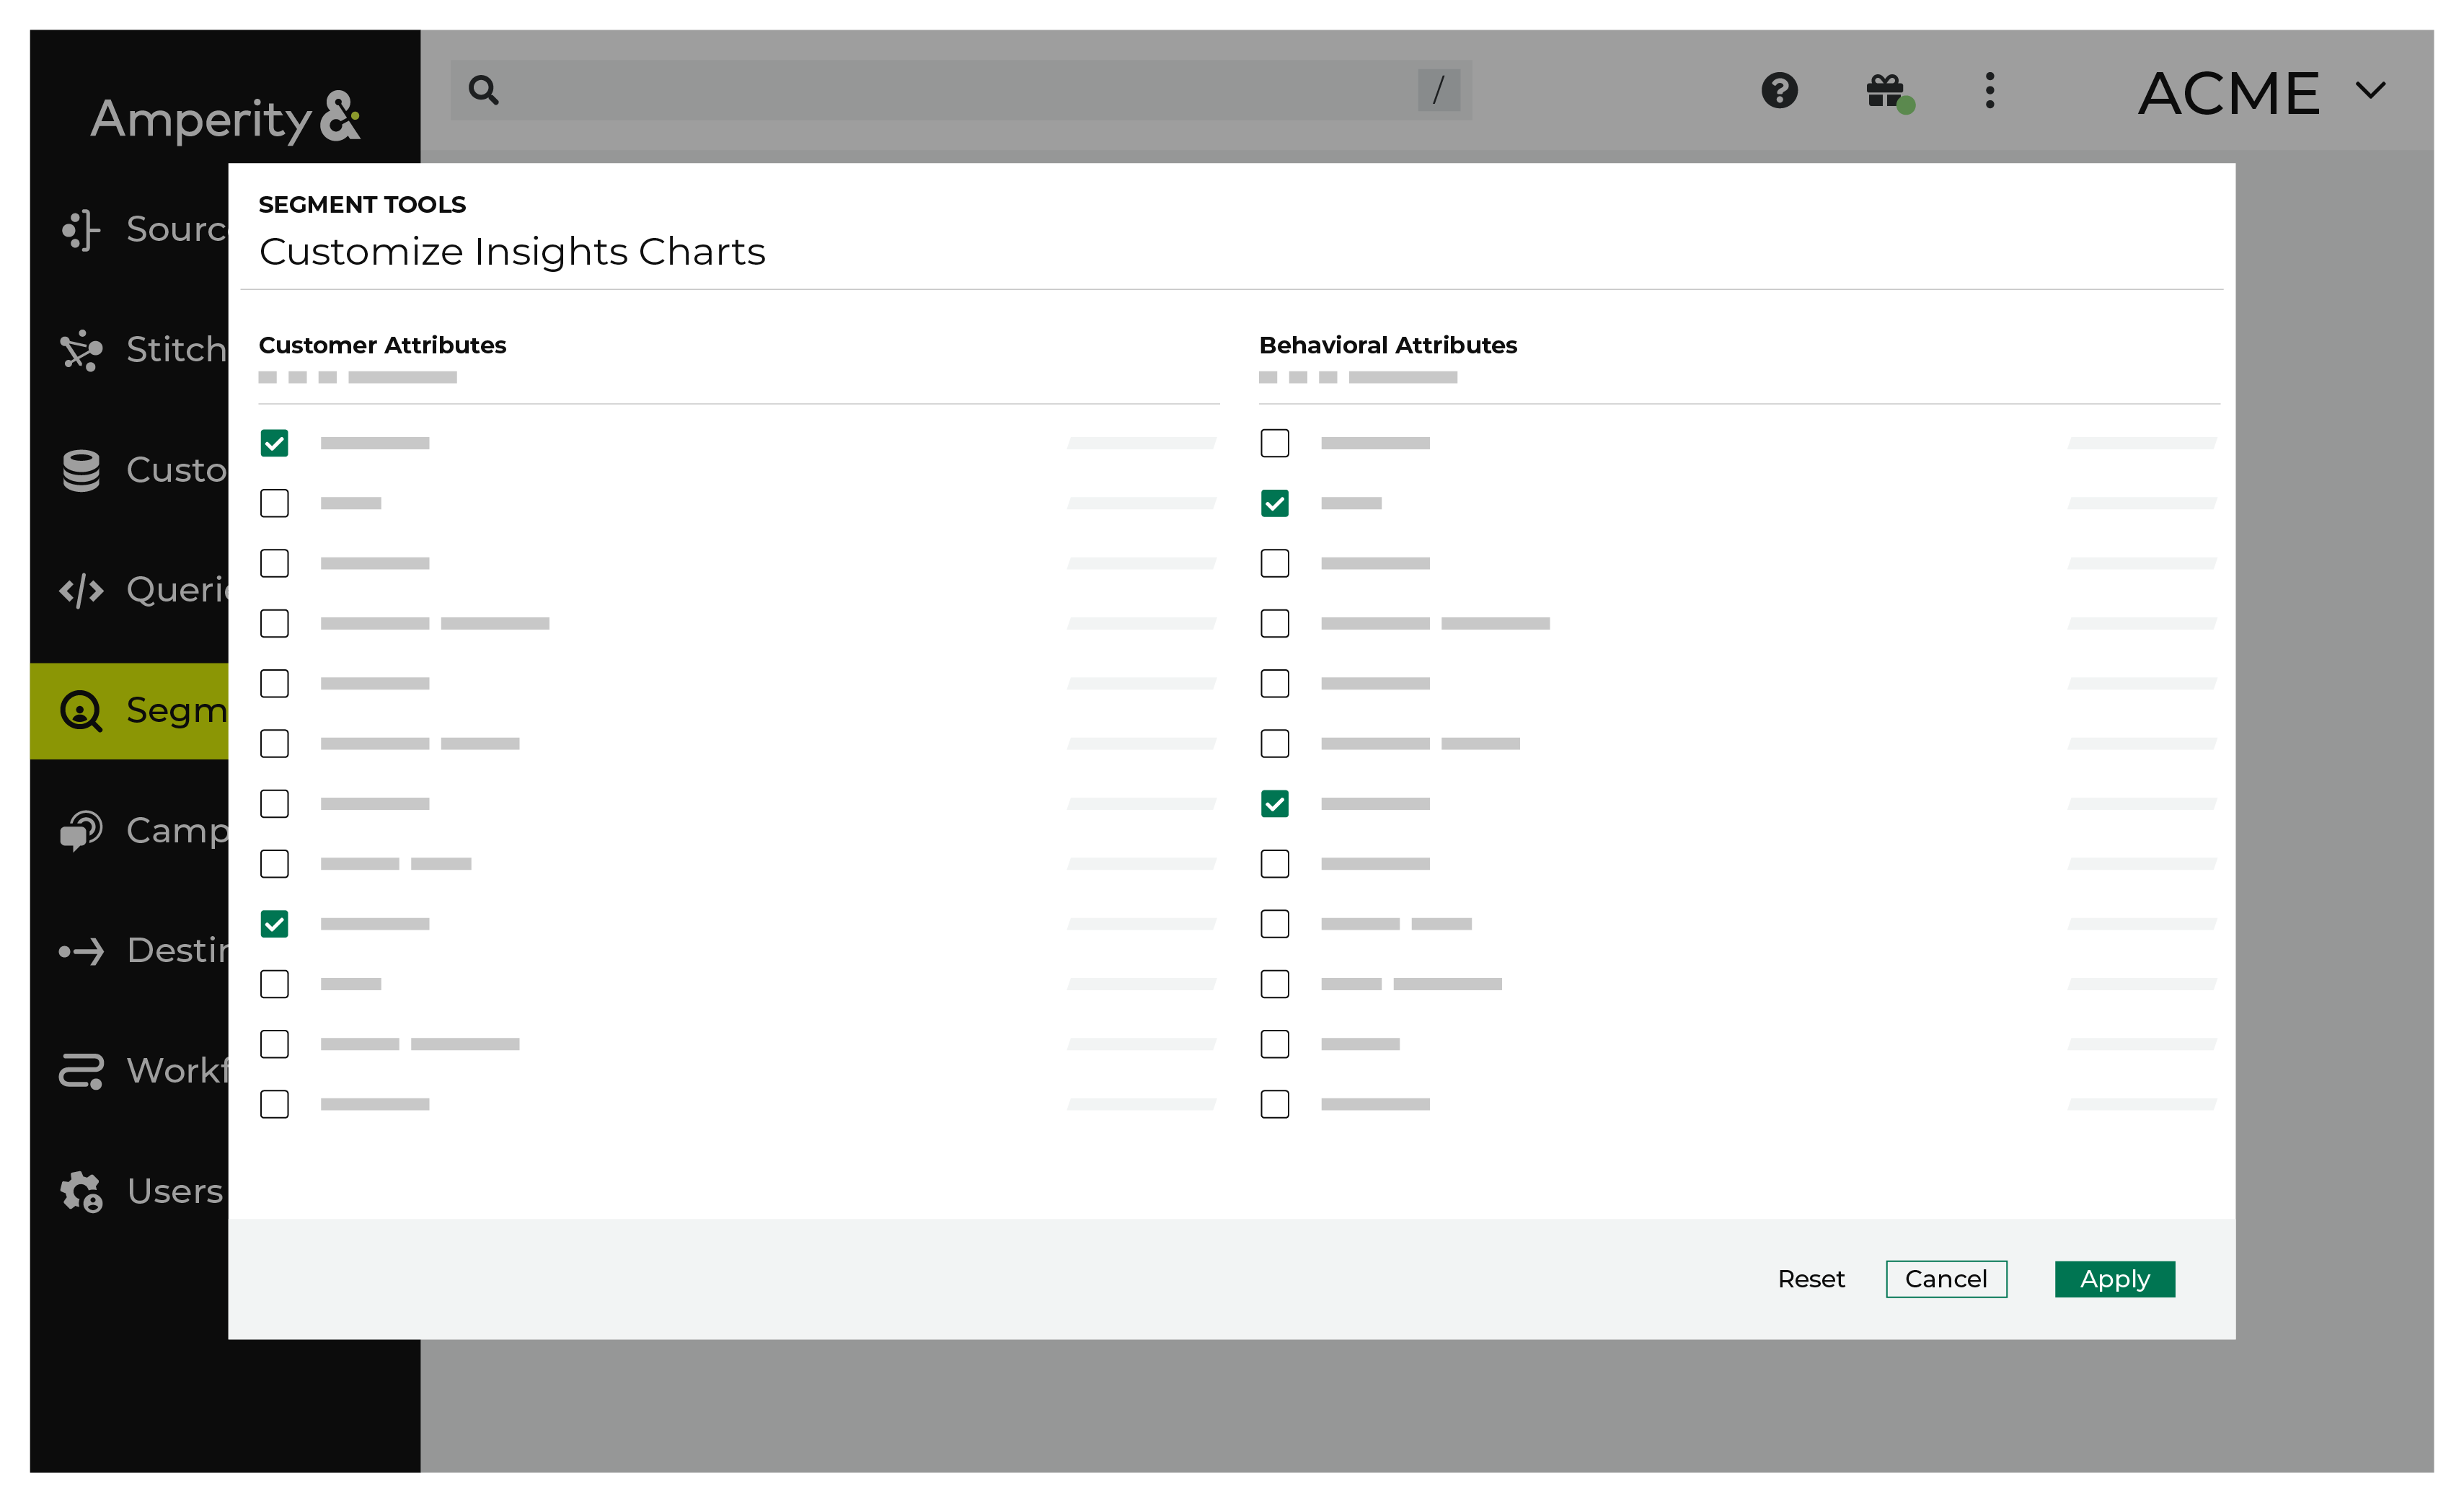 Amperity&
/
?
ACME
Sourc
Stitch
Custo
Queri
Segm
Camp
Destin
Workf
Users
SEGMENT TOOLS
Customize Insights Charts
Customer Attributes
Behavioral Attributes
Reset
Cancel
Apply